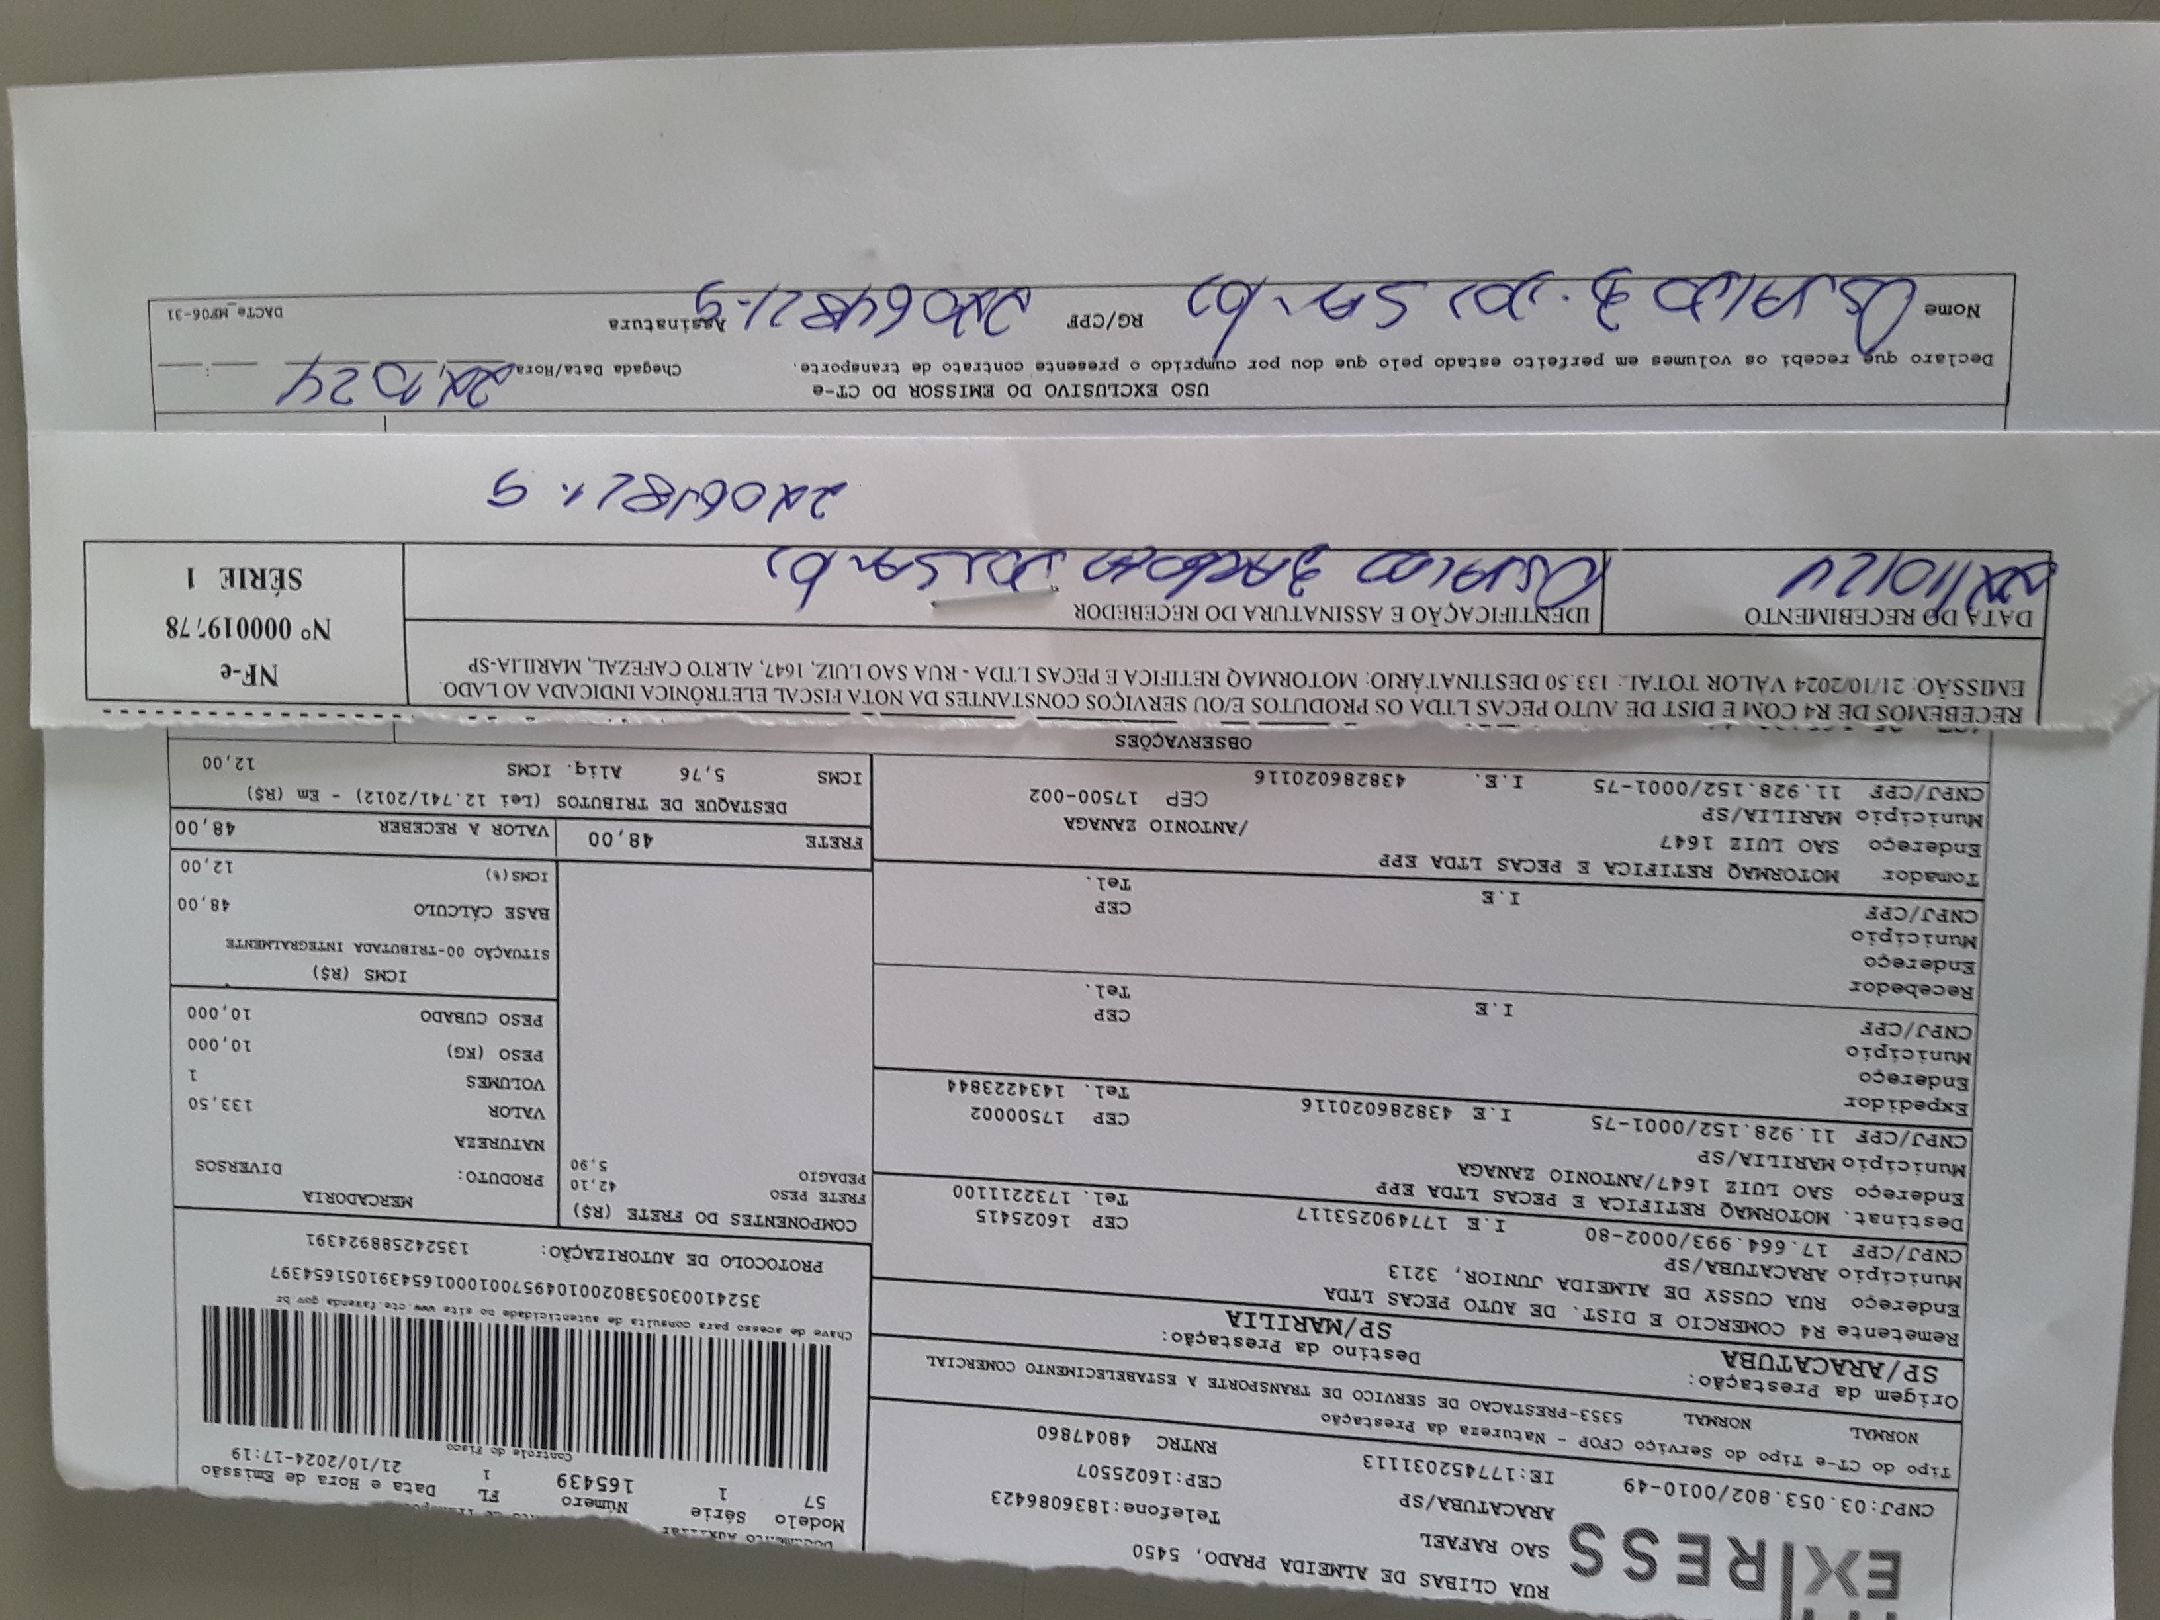 EX RESS
RUA CLIBAS DE ALMEIDA PRADO, 5450
SAO RAFAEL
ARACATUBA/SP
Telefone:1836086423
CEP:16025507
CNPJ:03.053.802/0010-49 IE:177452031113 RNTRC 48047860
Tipo do CT-e Tipo do Serviço CFOP - Natureza da Prestação
NORMAL NORMAL 5353-PRESTACAO DE SERVICO DE TRANSPORTE A ESTABELECIMENTO COMERCIAL
Origem da Prestação: Destino da Prestação:
SP/ARACATUBA SP/MARILIA
Remetente R4 COMERCIO E DIST. DE AUTO PECAS LTDA
Endereço RUA CUSSY DE ALMEIDA JUNIOR, 3213
Município ARACATUBA/SP CEP 16025415
CNPJ/CPF 17.664.993/0002-80 I.E 177490253117 Tel. 1732211100
Destinat. MOTORMAQ RETIFICA E PECAS LTDA EPP
Endereço SAO LUIZ 1647/ANTONIO ZANAGA
Município MARILIA/SP CEP 17500002
CNPJ/CPF 11.928.152/0001-75 I.E 438286020116 Tel. 1434223844
Expedidor
Endereço
Município CEP
CNPJ/CPF I.E Tel.
Recebedor
Endereço
Município CEP
CNPJ/CPF I.E Tel.
Tomador MOTORMAQ RETIFICA E PECAS LTDA EPP
Endereço SAO LUIZ 1647 /ANTONIO ZANAGA
Município MARILIA/SP CEP 17500-002
CNPJ/CPF 11.928.152/0001-75 I.E. 438286020116
Modelo Série Número FL Data e Hora de Emissão
57 1 165439 1 21/10/2024-17:19
Controle do Fisco
Chave de acesso para consulta de autenticidade no site www.cte.fazenda.gov.br
35241003053802001049570010001654391051654397
PROTOCOLO DE AUTORIZAÇÃO: 135242588924391
COMPONENTES DO FRETE (R$)
FRETE PESO 42,10
PEDAGIO 5,90
MERCADORIA
PRODUTO: DIVERSOS
NATUREZA
VALOR 133,50
VOLUMES 1
PESO (KG) 10,000
PESO CUBADO 10,000
ICMS (R$)
SITUAÇÃO 00-TRIBUTADA INTEGRALMENTE
BASE CÁLCULO 48,00
ICMS(%) 12,00
FRETE 48,00 VALOR A RECEBER 48,00
DESTAQUE DE TRIBUTOS (Lei 12.741/2012) - Em (R$)
ICMS 5,76 Aliq. ICMS 12,00
OBSERVAÇÕES
RECEBEMOS DE R4 COM E DIST DE AUTO PECAS LTDA OS PRODUTOS E/OU SERVIÇOS CONSTANTES DA NOTA FISCAL ELETRÔNICA INDICADA AO LADO.
EMISSÃO: 21/10/2024 VALOR TOTAL: 133.50 DESTINATÁRIO: MOTORMAQ RETIFICA E PECAS LTDA - RUA SAO LUIZ, 1647, ALRTO CAFEZAL, MARILIA-SP
DATA DO RECEBIMENTO IDENTIFICAÇÃO E ASSINATURA DO RECEBEDOR
22/10/24 Osvaldo Barbosa
NF-e
Nº 000019778
SÉRIE 1
USO EXCLUSIVO DO EMISSOR DO CT-e
Declaro que recebi os volumes em perfeito estado pelo que dou por cumprido o presente contrato de transporte. Chegada Data/Hora 22 10 24
Nome Osvaldo B. RG/CPF Assinatura
DACTe_MF06-31